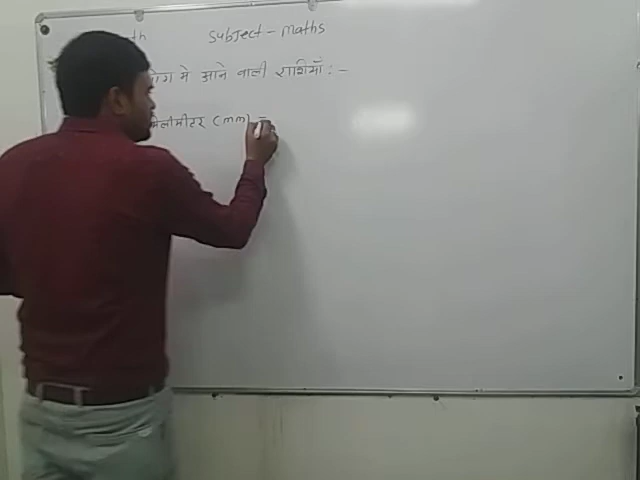 th Subject - Maths
योग मे आने वाली राशियाँ : -
मिलीमीटर (mm) =